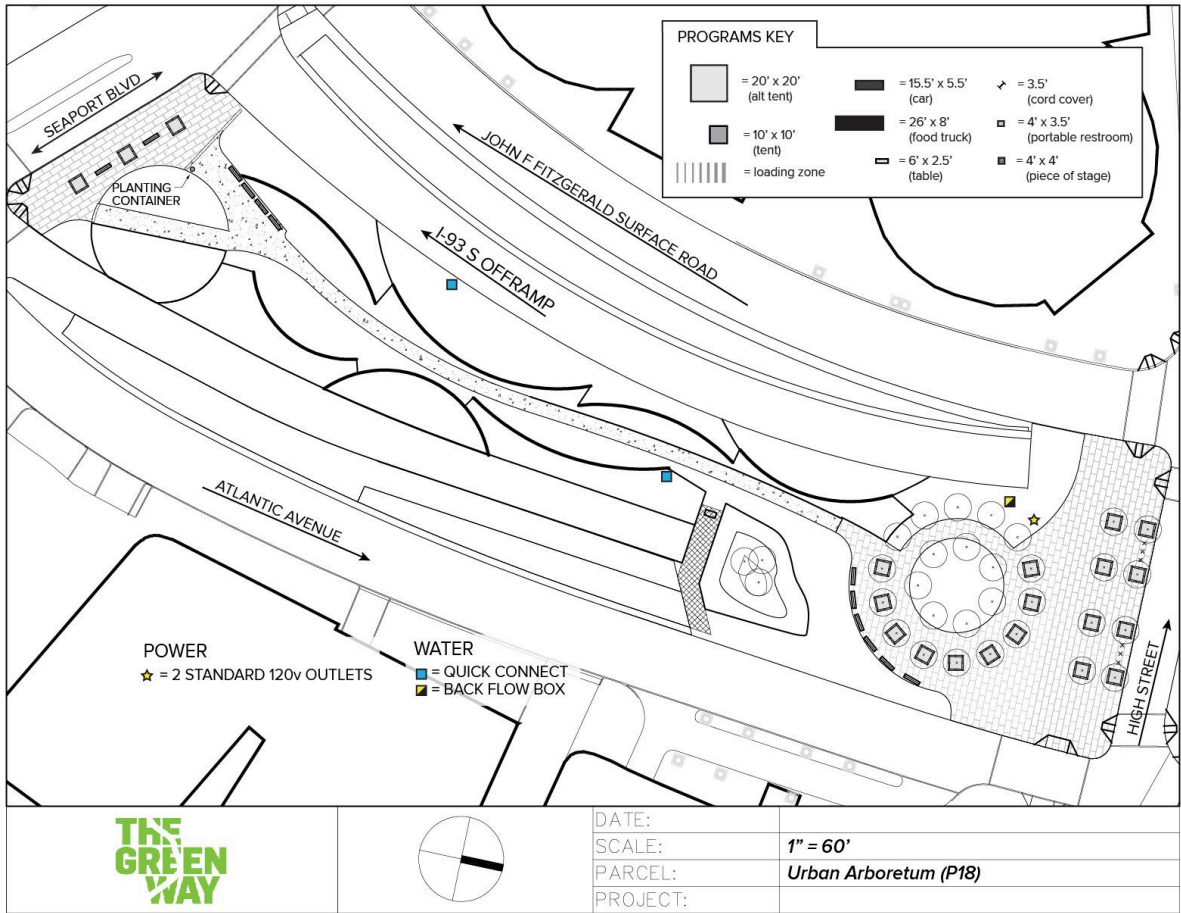 PROGRAMS KEY
= 20' x 20'
(alt tent)
= 10' x 10'
(tent)
= loading zone
= 15.5' x 5.5'
(car)
= 26' x 8'
(food truck)
= 6' x 2.5'
(table)
= 3.5'
(cord cover)
= 4' x 3.5'
(portable restroom)
= 4' x 4'
(piece of stage)
SEAPORT BLVD
JOHN F FITZGERALD SURFACE ROAD
PLANTING
CONTAINER
I-93 S OFFRAMP
ATLANTIC AVENUE
HIGH STREET
POWER
= 2 STANDARD 120v OUTLETS
WATER
= QUICK CONNECT
= BACK FLOW BOX
THE
GREEN
WAY
DATE:
SCALE: 1" = 60'
PARCEL: Urban Arboretum (P18)
PROJECT: